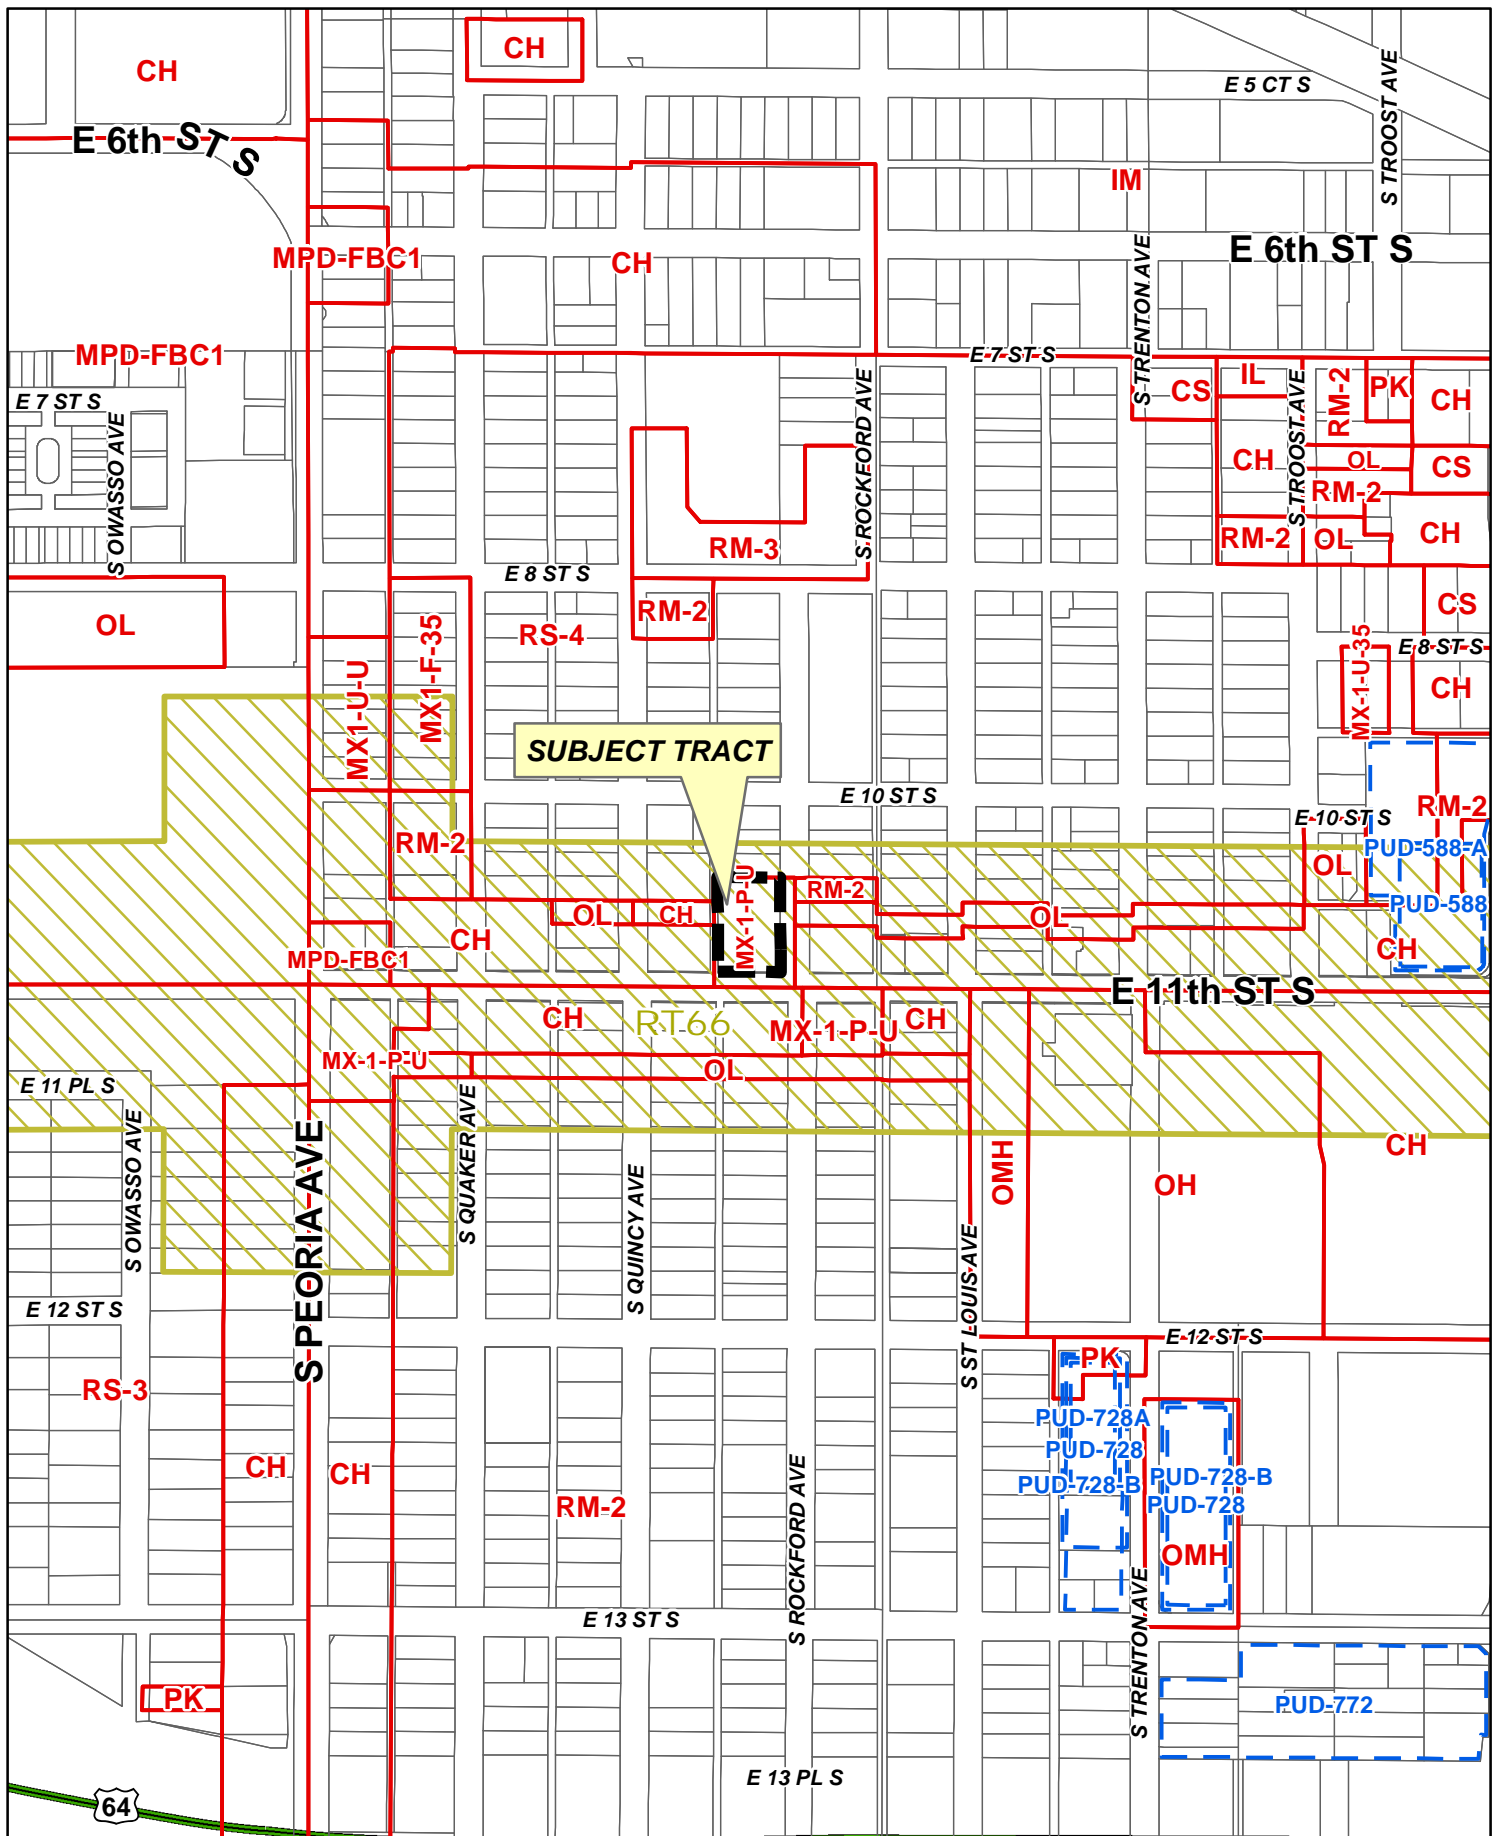 CH
CH
E 5 CT S
S TROOST AVE
E 6th ST S
IM
E 6th ST S
MPD-FBC1
CH
S TRENTON AVE
MPD-FBC1
E 7 ST S
E 7 ST S
S OWASSO AVE
S ROCKFORD AVE
CS
IL
S TROOST AVE
RM-2
PK
CH
CH
OL
CS
RM-2
RM-3
RM-2
OL
CH
E 8 ST S
OL
MX1-F-35
RS-4
RM-2
CS
MX-1-U-35
E 8 ST S
MX1-U-U
CH
SUBJECT TRACT
E 10 ST S
RM-2
E 10 ST S
RM-2
PUD-588-A
OL
MX-1-P-U
RM-2
PUD-588
OL
CH
OL
CH
CH
MPD-FBC1
E 11th ST S
CH
RT66
MX-1-P-U
CH
MX-1-P-U
OL
E 11 PL S
S OWASSO AVE
S PEORIA AVE
S QUAKER AVE
S QUINCY AVE
OMH
OH
CH
S ST LOUIS AVE
E 12 ST S
E 12 ST S
PK
RS-3
PUD-728A
PUD-728
PUD-728-B
PUD-728-B
PUD-728
CH
CH
RM-2
S ROCKFORD AVE
OMH
S TRENTON AVE
E 13 ST S
PK
PUD-772
E 13 PL S
64